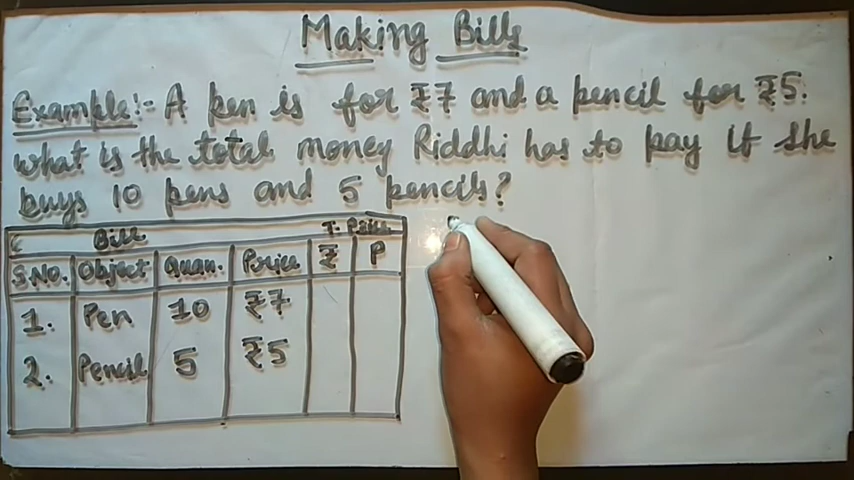 Making Bills
Example:- A pen is for ₹7 and a pencil for ₹5.
what is the total money Riddhi has to pay if she
buys 10 pens and 5 pencils?
Bill T. Price
S.No. Object Quan. Price ₹ P
1. Pen 10 ₹7
2. Pencil 5 ₹5